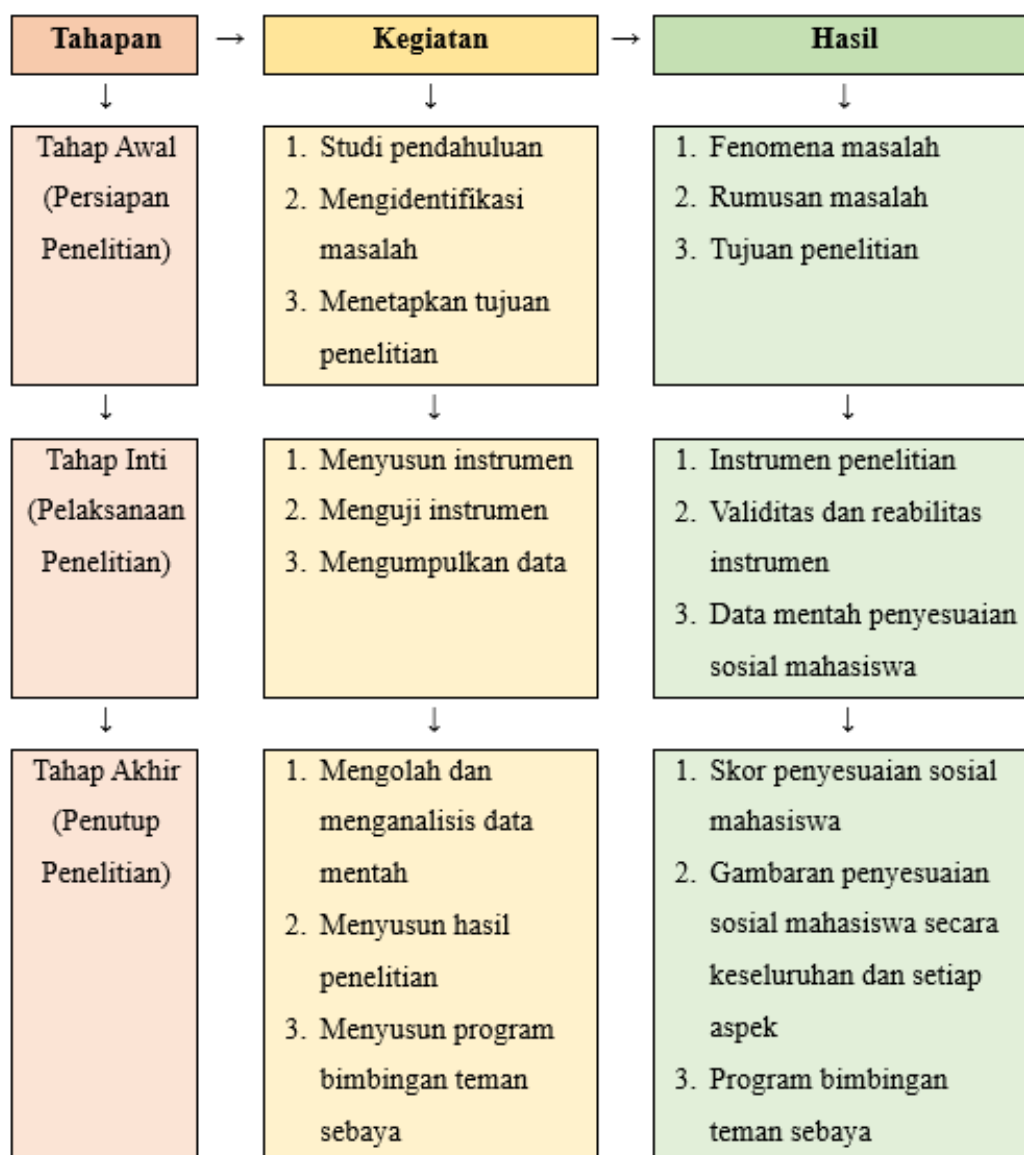 Tahapan → Kegiatan → Hasil
↓ ↓ ↓
Tahap Awal
(Persiapan
Penelitian)
1. Studi pendahuluan
2. Mengidentifikasi
masalah
3. Menetapkan tujuan
penelitian
1. Fenomena masalah
2. Rumusan masalah
3. Tujuan penelitian
↓ ↓ ↓
Tahap Inti
(Pelaksanaan
Penelitian)
1. Menyusun instrumen
2. Menguji instrumen
3. Mengumpulkan data
1. Instrumen penelitian
2. Validitas dan reabilitas
instrumen
3. Data mentah penyesuaian
sosial mahasiswa
↓ ↓ ↓
Tahap Akhir
(Penutup
Penelitian)
1. Mengolah dan
menganalisis data
mentah
2. Menyusun hasil
penelitian
3. Menyusun program
bimbingan teman
sebaya
1. Skor penyesuaian sosial
mahasiswa
2. Gambaran penyesuaian
sosial mahasiswa secara
keseluruhan dan setiap
aspek
3. Program bimbingan
teman sebaya